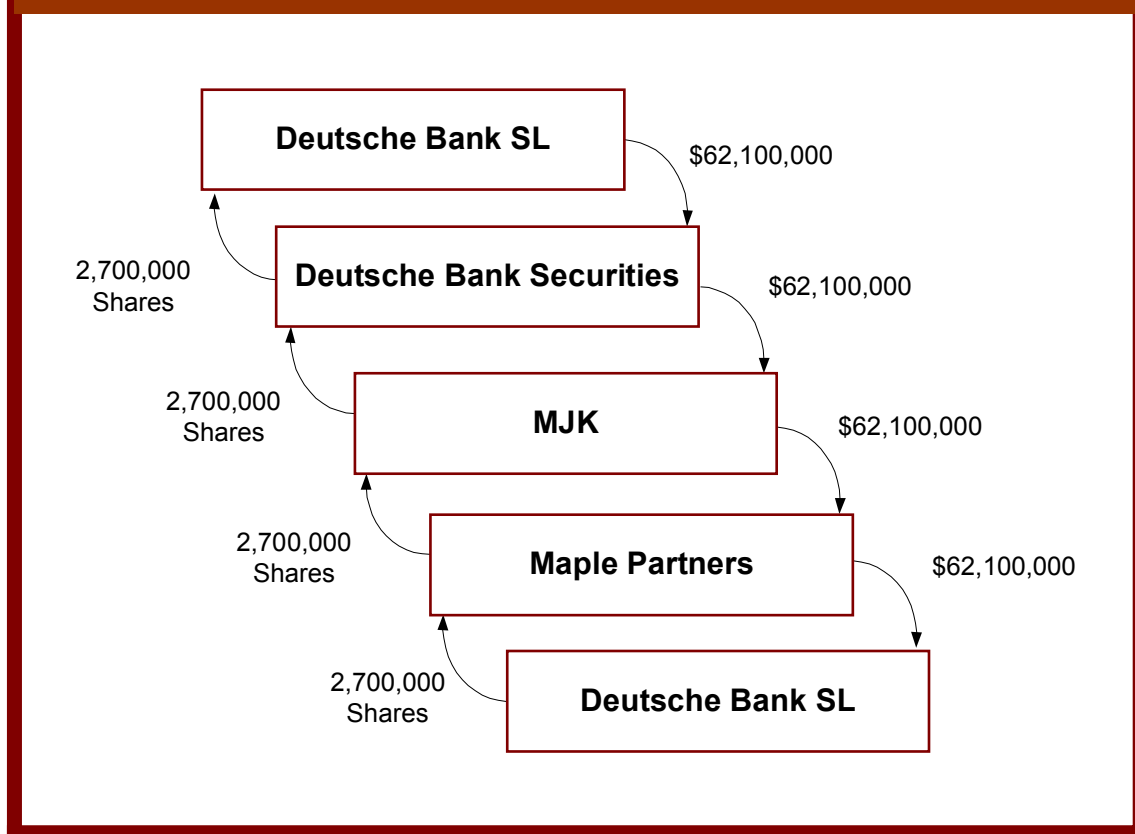 Deutsche Bank SL
$62,100,000
2,700,000
Shares
Deutsche Bank Securities
$62,100,000
2,700,000
Shares
MJK
$62,100,000
2,700,000
Shares
Maple Partners
$62,100,000
2,700,000
Shares
Deutsche Bank SL